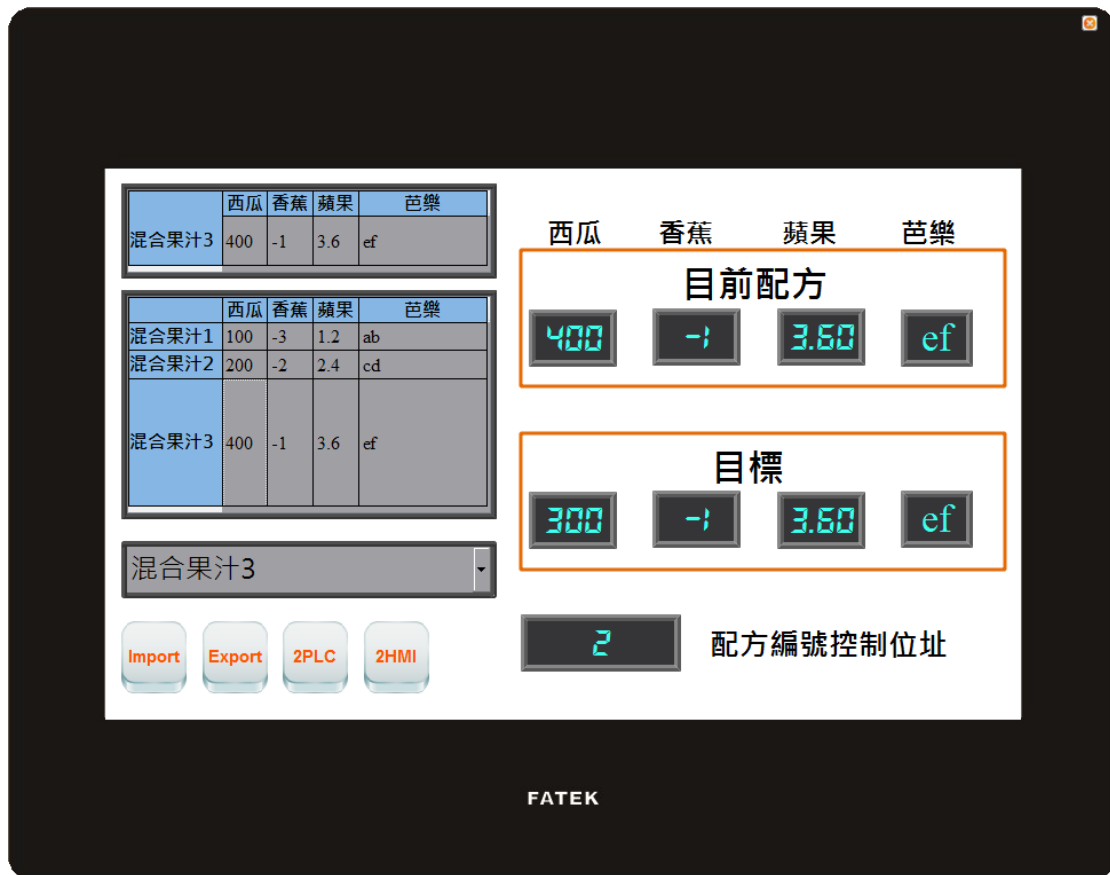 西瓜 香蕉 蘋果 芭樂
混合果汁3 400 -1 3.6 ef
西瓜 香蕉 蘋果 芭樂
混合果汁1 100 -3 1.2 ab
混合果汁2 200 -2 2.4 cd
混合果汁3 400 -1 3.6 ef
混合果汁3
Import Export 2PLC 2HMI
西瓜 香蕉 蘋果 芭樂
目前配方
400 -1 3.60 ef
目標
300 -1 3.60 ef
2 配方編號控制位址
FATEK